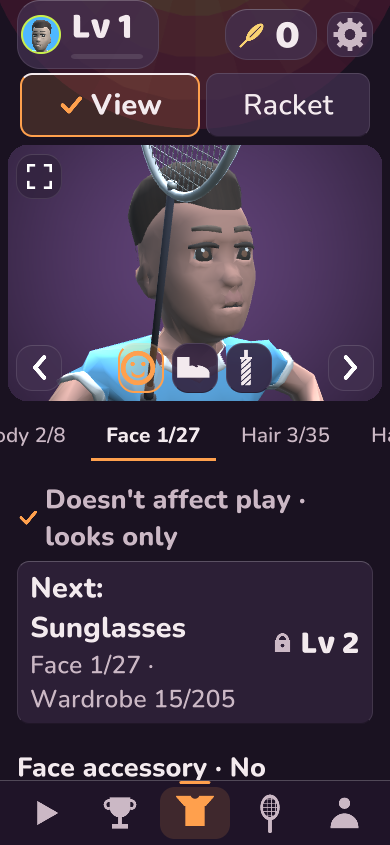 Lv 1
0
View
Racket
ody 2/8
Face 1/27
Hair 3/35
Ha
Doesn't affect play ·
looks only
Next:
Sunglasses
Lv 2
Face 1/27 ·
Wardrobe 15/205
Face accessory · No